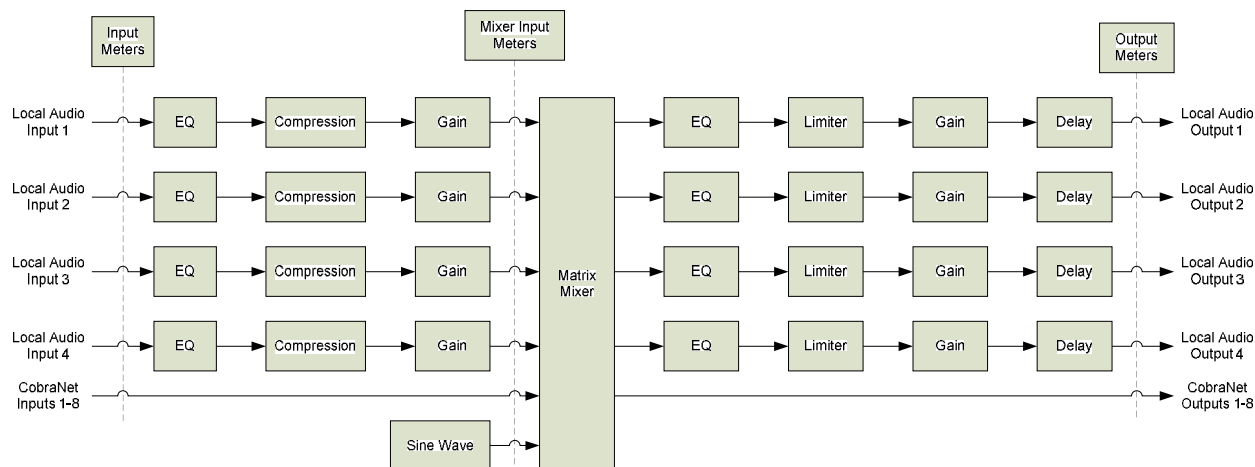 Input
Meters
Mixer Input
Meters
Output
Meters
Local Audio
Input 1
EQ
Compression
Gain
EQ
Limiter
Gain
Delay
Local Audio
Output 1
Local Audio
Input 2
EQ
Compression
Gain
EQ
Limiter
Gain
Delay
Local Audio
Output 2
Local Audio
Input 3
EQ
Compression
Gain
Matrix
Mixer
EQ
Limiter
Gain
Delay
Local Audio
Output 3
Local Audio
Input 4
EQ
Compression
Gain
EQ
Limiter
Gain
Delay
Local Audio
Output 4
CobraNet
Inputs 1-8
CobraNet
Outputs 1-8
Sine Wave